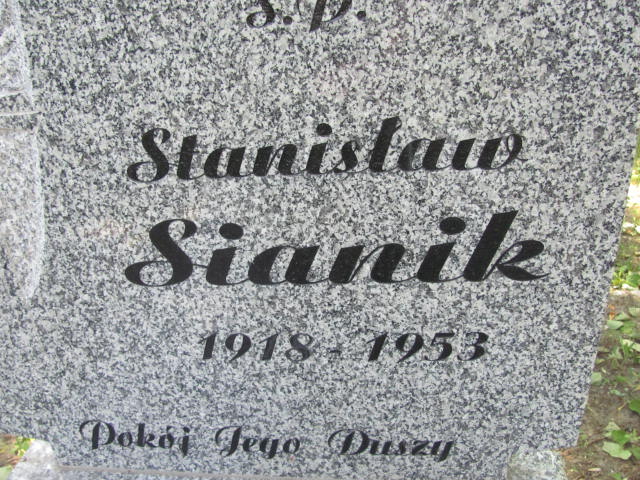 Ś.P.
Stanisław
Sianik
1918 - 1953
Pokój Jego Duszy